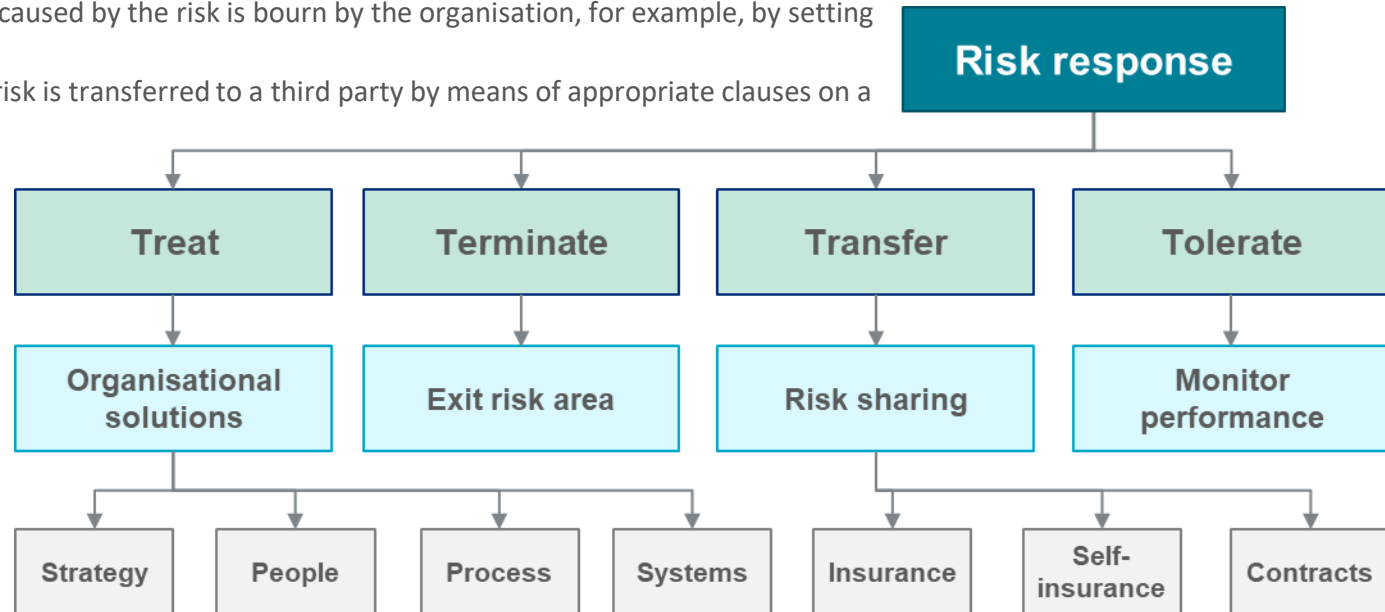 caused by the risk is bourn by the organisation, for example, by setting
risk is transferred to a third party by means of appropriate clauses on a
Risk response
Treat
Terminate
Transfer
Tolerate
Organisational
solutions
Exit risk area
Risk sharing
Monitor
performance
Strategy
People
Process
Systems
Insurance
Self-
insurance
Contracts